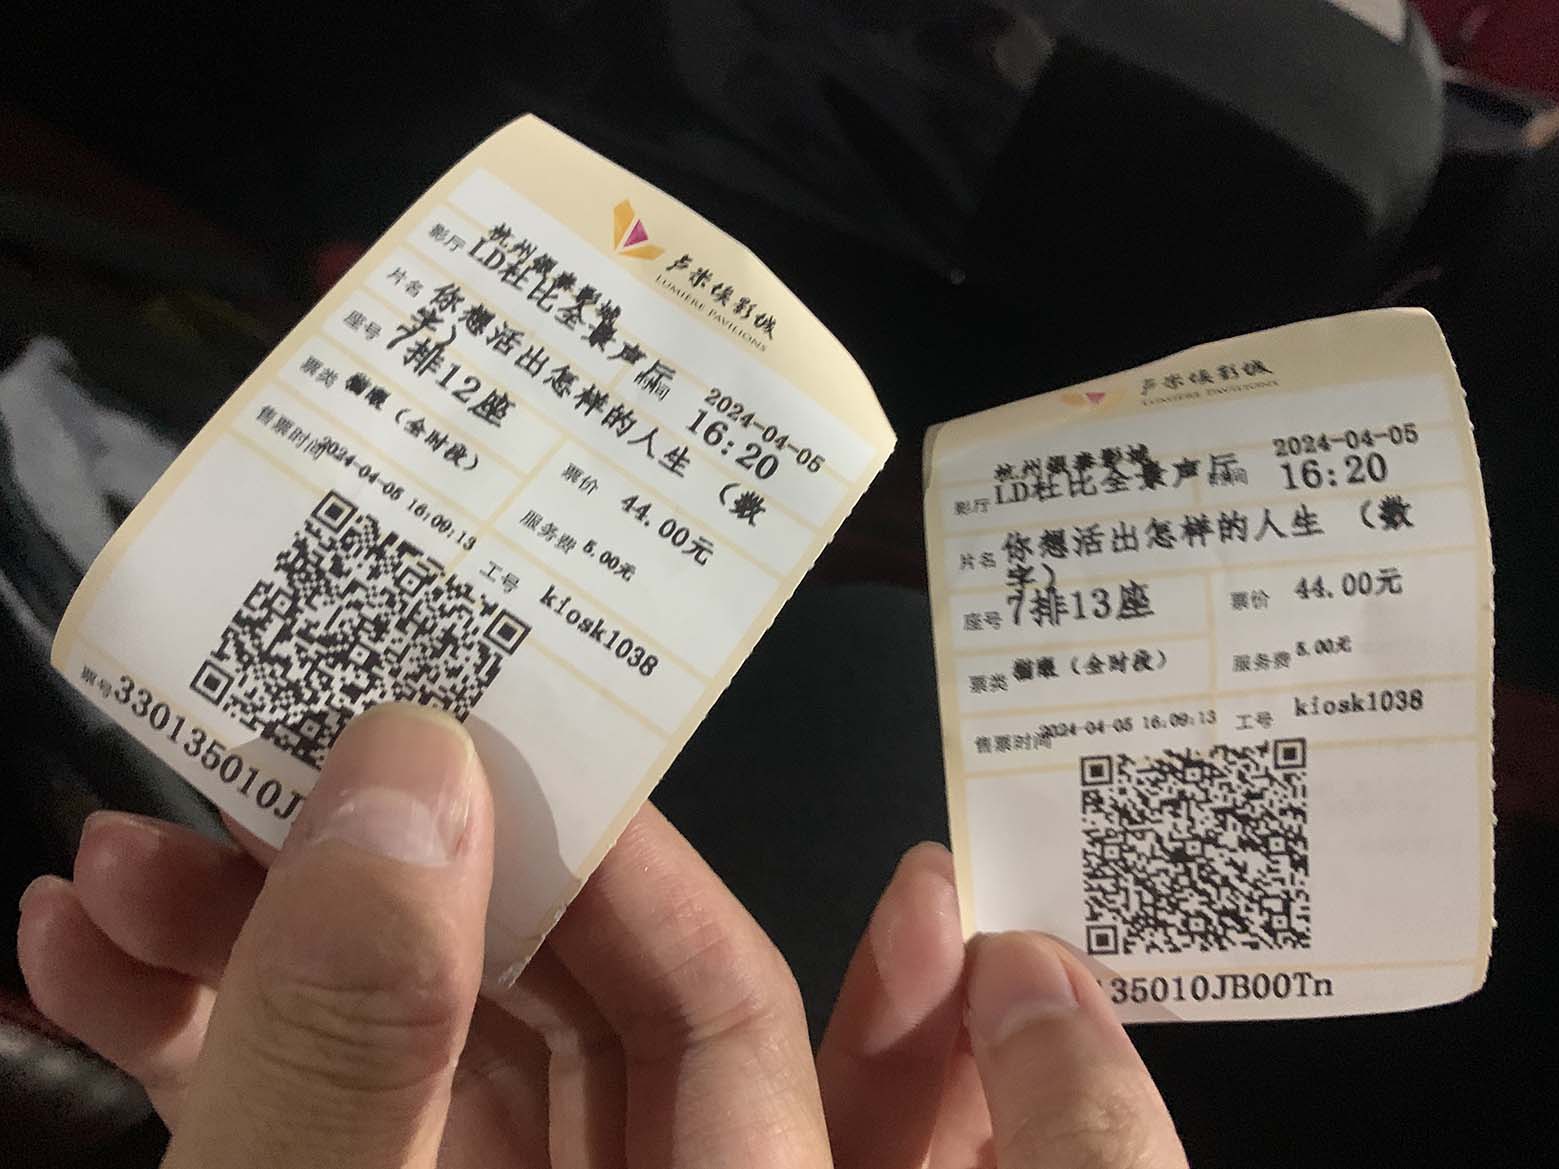 卢米埃影城
LUMIERE PAVILIONS
杭州银泰影城
影厅 LD杜比全景声厅 时间 2024-04-05
16:20
片名 你想活出怎样的人生 (数
字)
座号 7排12座 票价 44.00元
票类 (全时段) 服务费 5.00元
售票时间 2024-04-05 16:09:13 工号 kiosk1038
票号 330135010J
卢米埃影城
LUMIERE PAVILIONS
杭州银泰影城
影厅 LD杜比全景声厅 时间 2024-04-05
16:20
片名 你想活出怎样的人生 (数
字)
座号 7排13座 票价 44.00元
票类 (全时段) 服务费 5.00元
售票时间 2024-04-05 16:09:13 工号 kiosk1038
35010JB00Tn